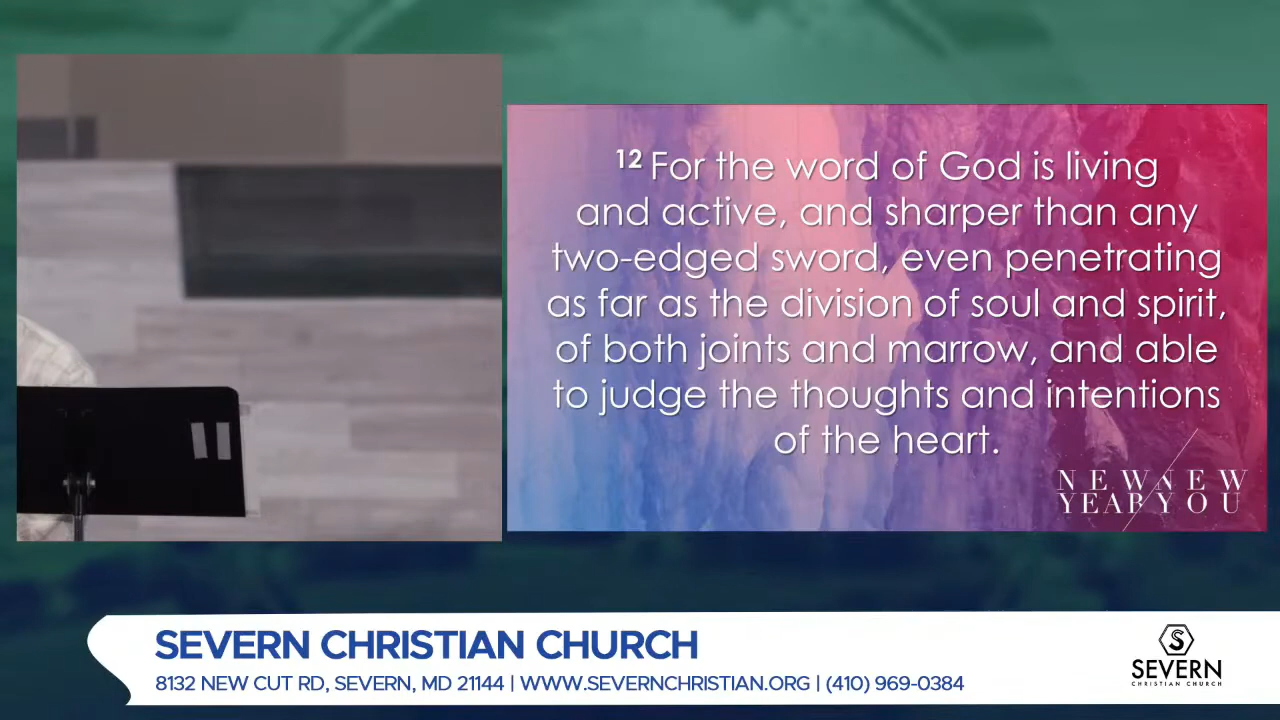 12 For the word of God is living
and active, and sharper than any
two-edged sword, even penetrating
as far as the division of soul and spirit,
of both joints and marrow, and able
to judge the thoughts and intentions
of the heart.
NEW NEW
YEAR YOU
SEVERN CHRISTIAN CHURCH
8132 NEW CUT RD, SEVERN, MD 21144 | WWW.SEVERNCHRISTIAN.ORG | (410) 969-0384
S
SEVERN
CHRISTIAN CHURCH